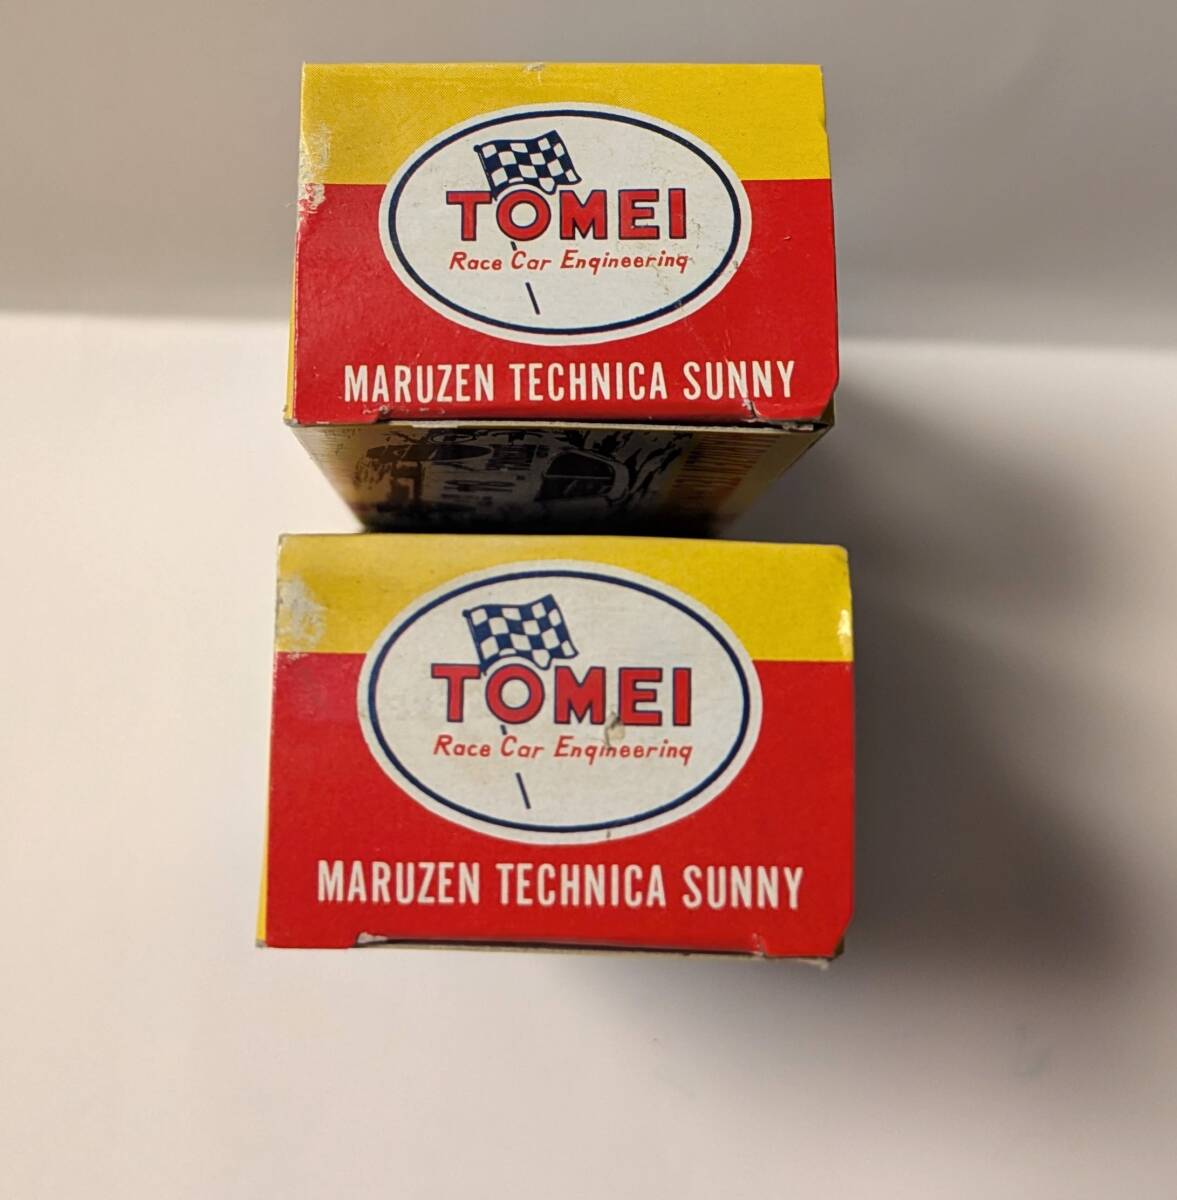 TOMEI
Race Car Engineering
MARUZEN TECHNICA SUNNY
TOMEI
Race Car Engineering
MARUZEN TECHNICA SUNNY